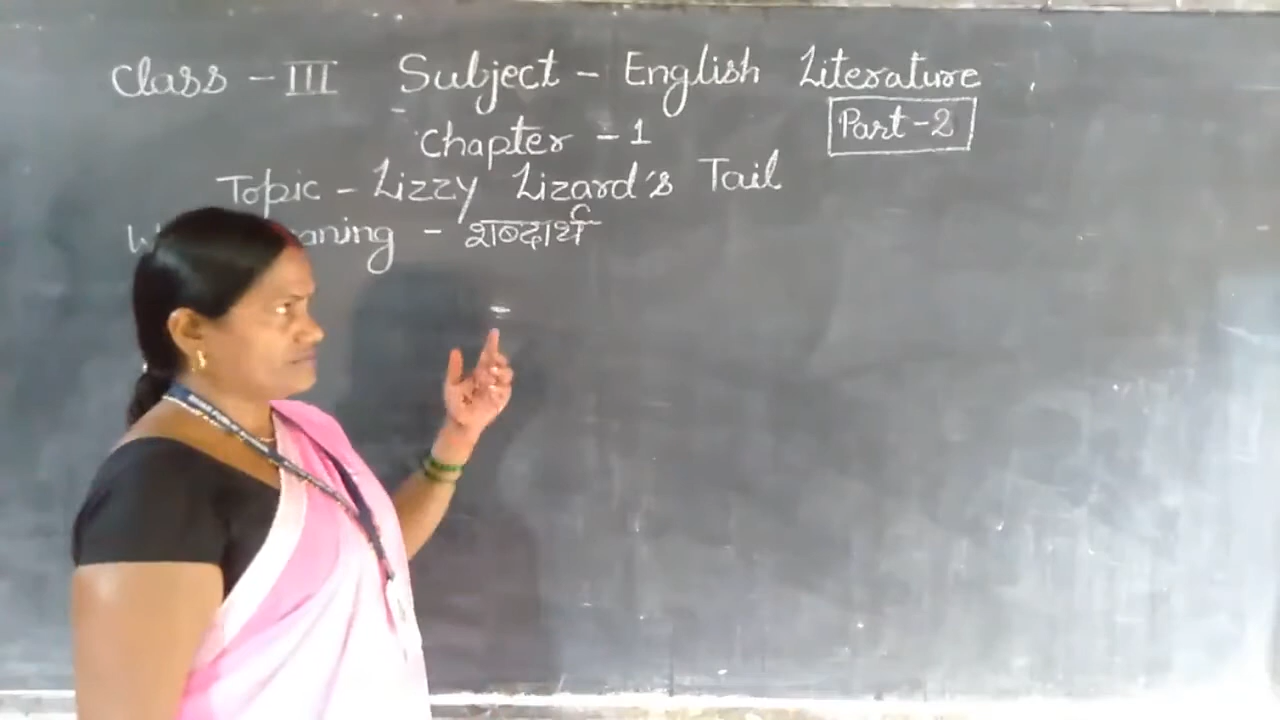 Class - III Subject - English Literature
Part-2
Chapter - 1
Topic - Lizzy Lizard's Tail
- शब्दार्थ